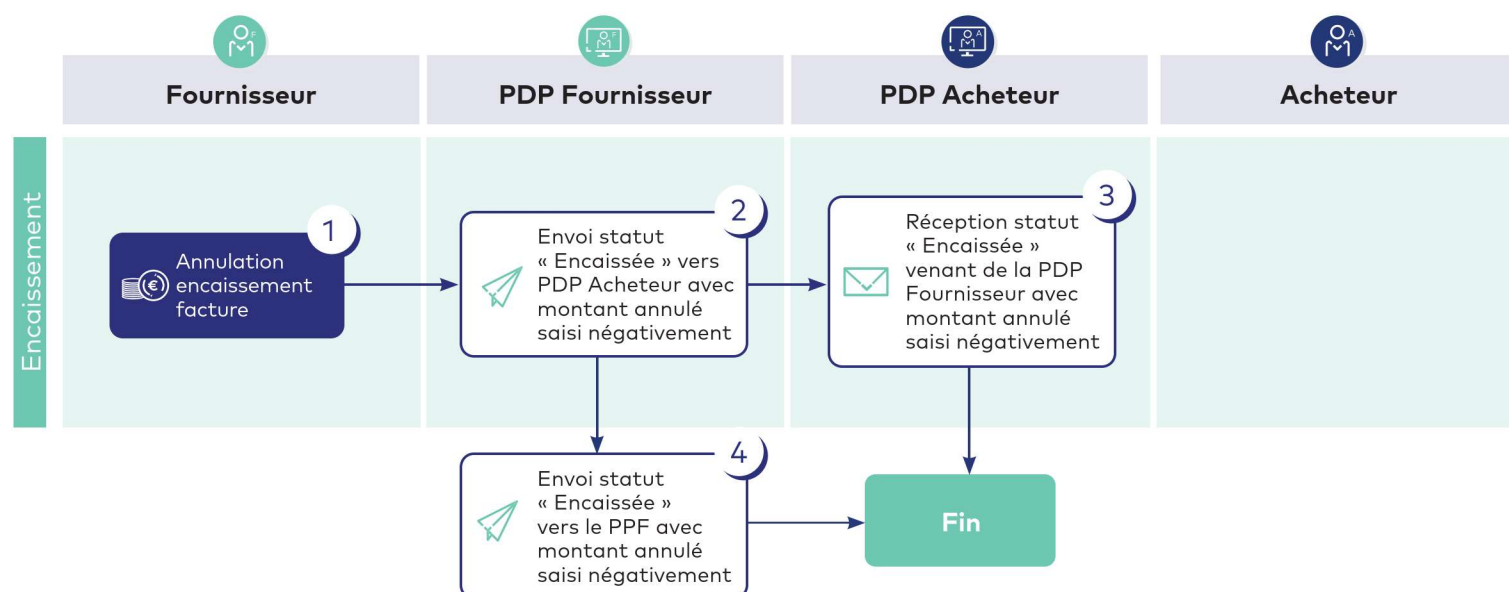 F
F
A
A
Fournisseur
PDP Fournisseur
PDP Acheteur
Acheteur
Encaissement
1
Annulation
encaissement
facture
2
Envoi statut
« Encaissée » vers
PDP Acheteur avec
montant annulé
saisi négativement
3
Réception statut
« Encaissée »
venant de la PDP
Fournisseur avec
montant annulé
saisi négativement
4
Envoi statut
« Encaissée »
vers le PPF avec
montant annulé
saisi négativement
Fin